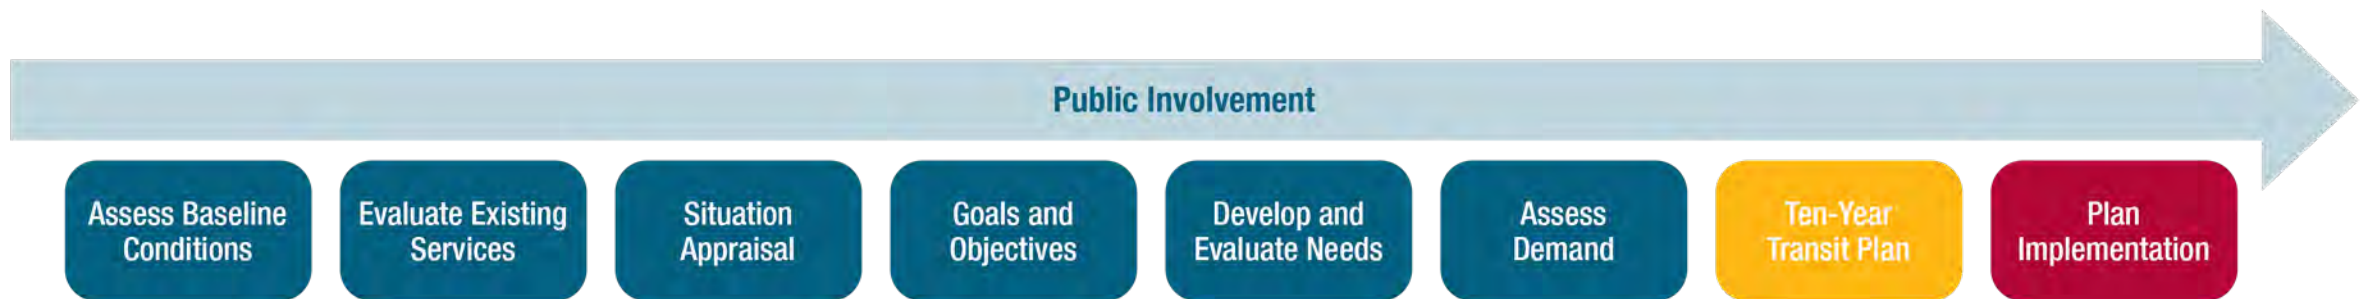 Public Involvement
Assess Baseline
Conditions
Evaluate Existing
Services
Situation
Appraisal
Goals and
Objectives
Develop and
Evaluate Needs
Assess
Demand
Ten-Year
Transit Plan
Plan
Implementation